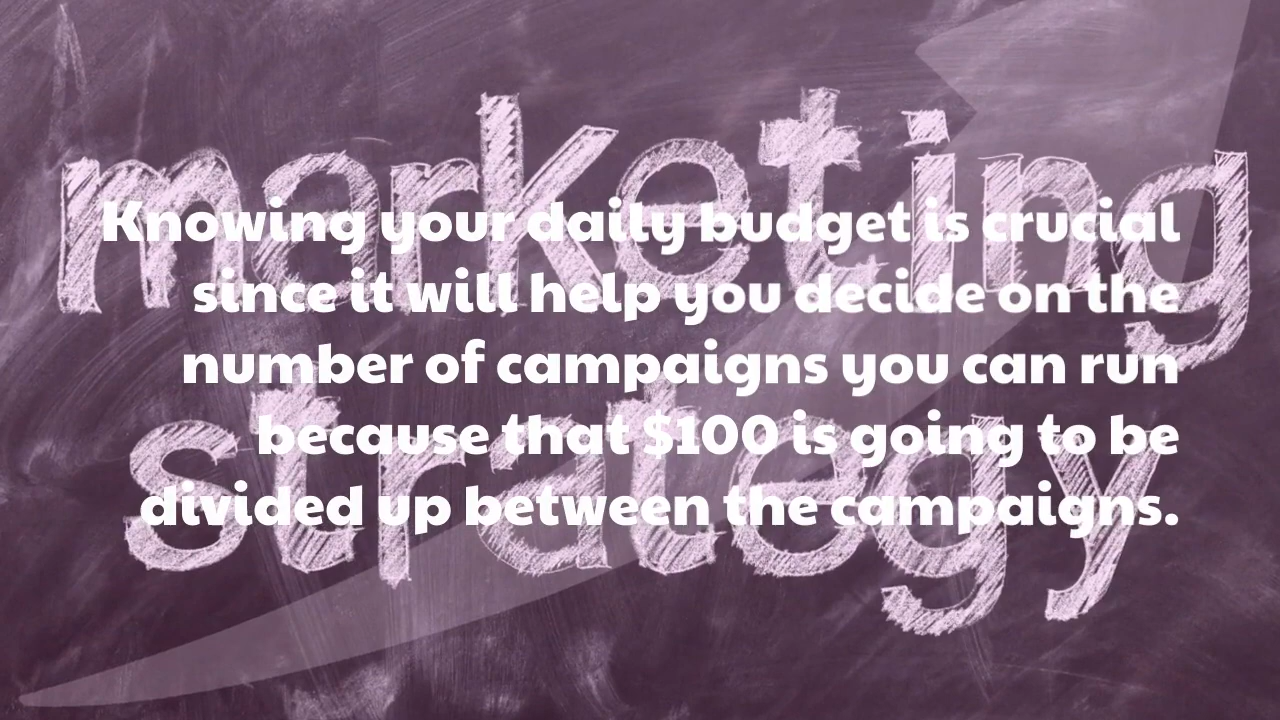 marketing
strategy
Knowing your daily budget is crucial
since it will help you decide on the
number of campaigns you can run
because that $100 is going to be
divided up between the campaigns.